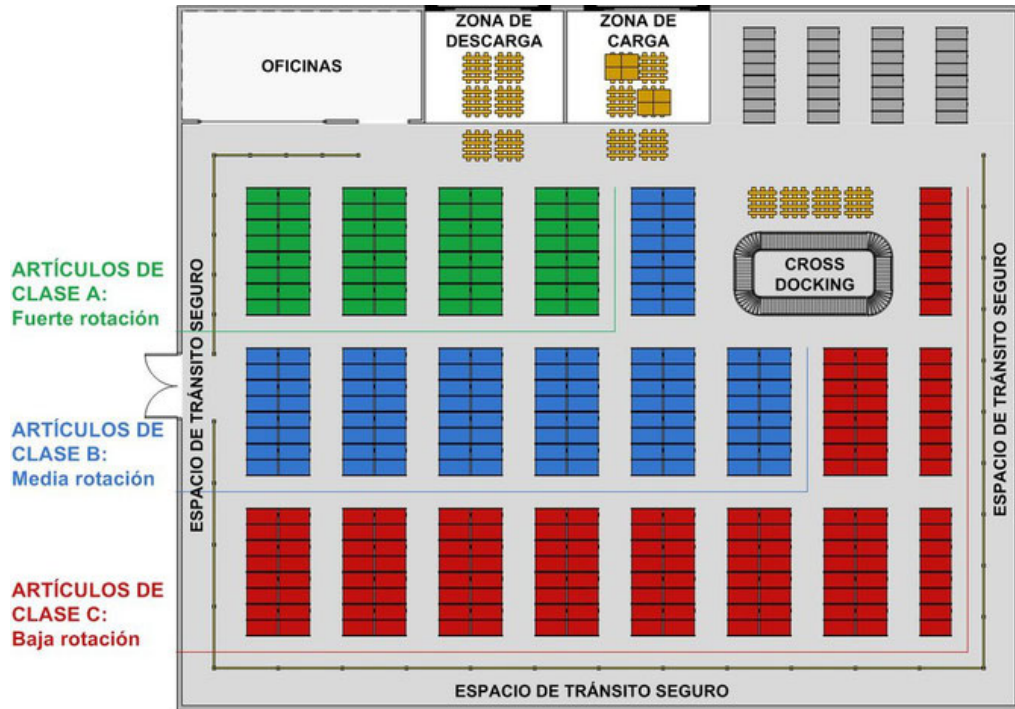 OFICINAS
ZONA DE
DESCARGA
ZONA DE
CARGA
ARTÍCULOS DE
CLASE A:
Fuerte rotación
ESPACIO DE TRÁNSITO SEGURO
CROSS
DOCKING
ESPACIO DE TRÁNSITO SEGURO
ARTÍCULOS DE
CLASE B:
Media rotación
ARTÍCULOS DE
CLASE C:
Baja rotación
ESPACIO DE TRÁNSITO SEGURO